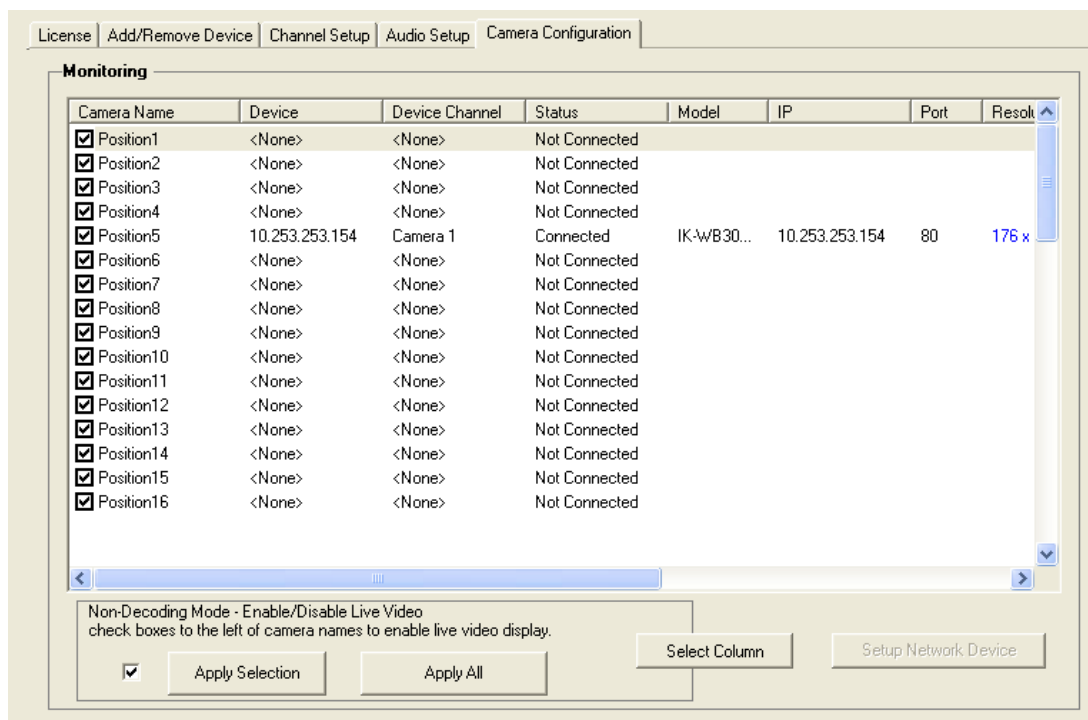 License Add/Remove Device Channel Setup Audio Setup Camera Configuration
Monitoring
Camera Name Device Device Channel Status Model IP Port Resolu
Position1 <None> <None> Not Connected
Position2 <None> <None> Not Connected
Position3 <None> <None> Not Connected
Position4 <None> <None> Not Connected
Position5 10.253.253.154 Camera 1 Connected IK-WB30... 10.253.253.154 80 176 x
Position6 <None> <None> Not Connected
Position7 <None> <None> Not Connected
Position8 <None> <None> Not Connected
Position9 <None> <None> Not Connected
Position10 <None> <None> Not Connected
Position11 <None> <None> Not Connected
Position12 <None> <None> Not Connected
Position13 <None> <None> Not Connected
Position14 <None> <None> Not Connected
Position15 <None> <None> Not Connected
Position16 <None> <None> Not Connected
Non-Decoding Mode - Enable/Disable Live Video
check boxes to the left of camera names to enable live video display.
Apply Selection Apply All Select Column Setup Network Device